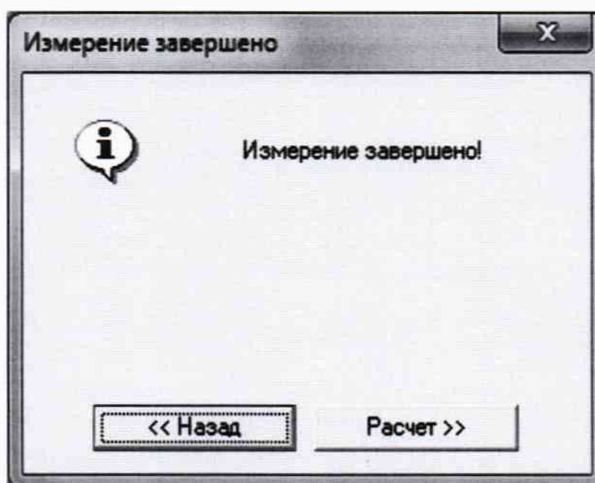 Измерение завершено
Измерение завершено!
<< Назад
Расчет >>